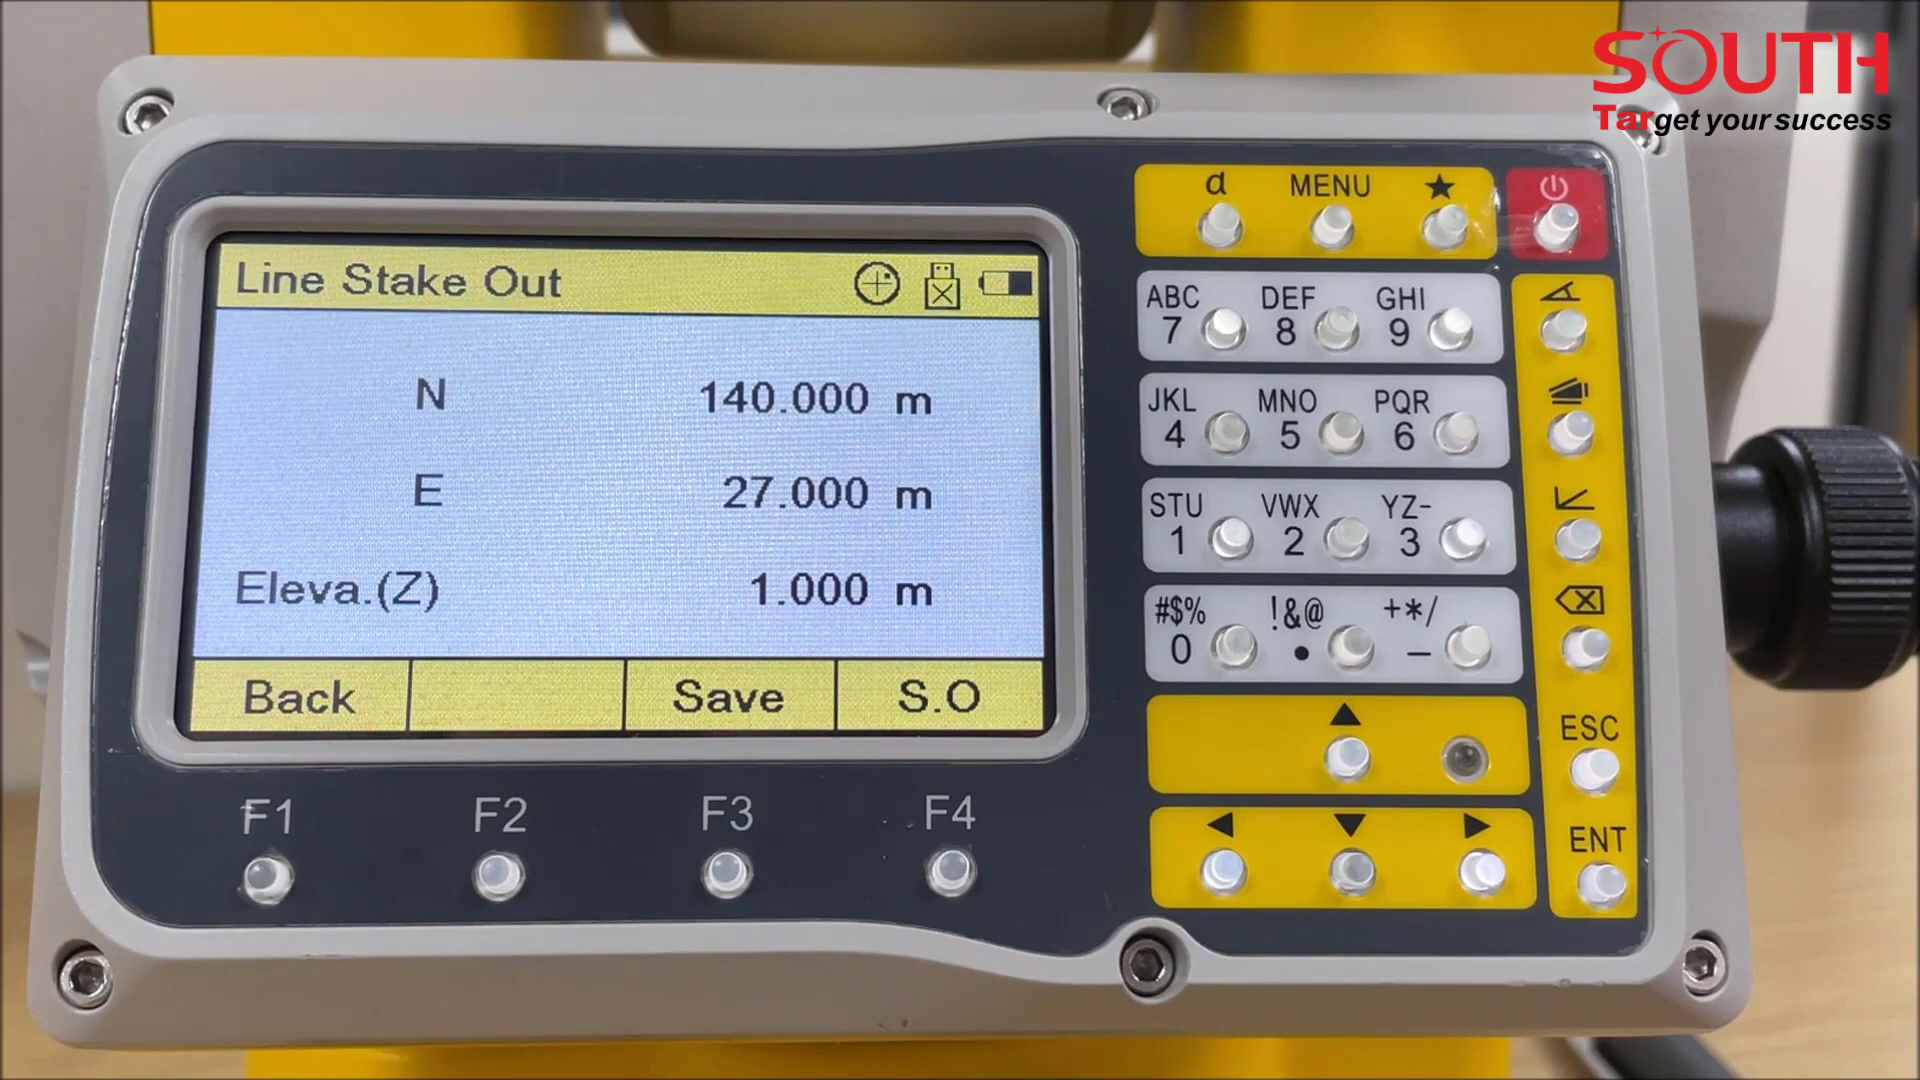 SOUTH
Target your success
Line Stake Out
N 140.000 m
E 27.000 m
Eleva.(Z) 1.000 m
Back Save S.O
F1 F2 F3 F4
α MENU ★
ABC 7 DEF 8 GHI 9
JKL 4 MNO 5 PQR 6
STU 1 VWX 2 YZ- 3
#$% 0 !&@ • +*/ −
ESC
ENT